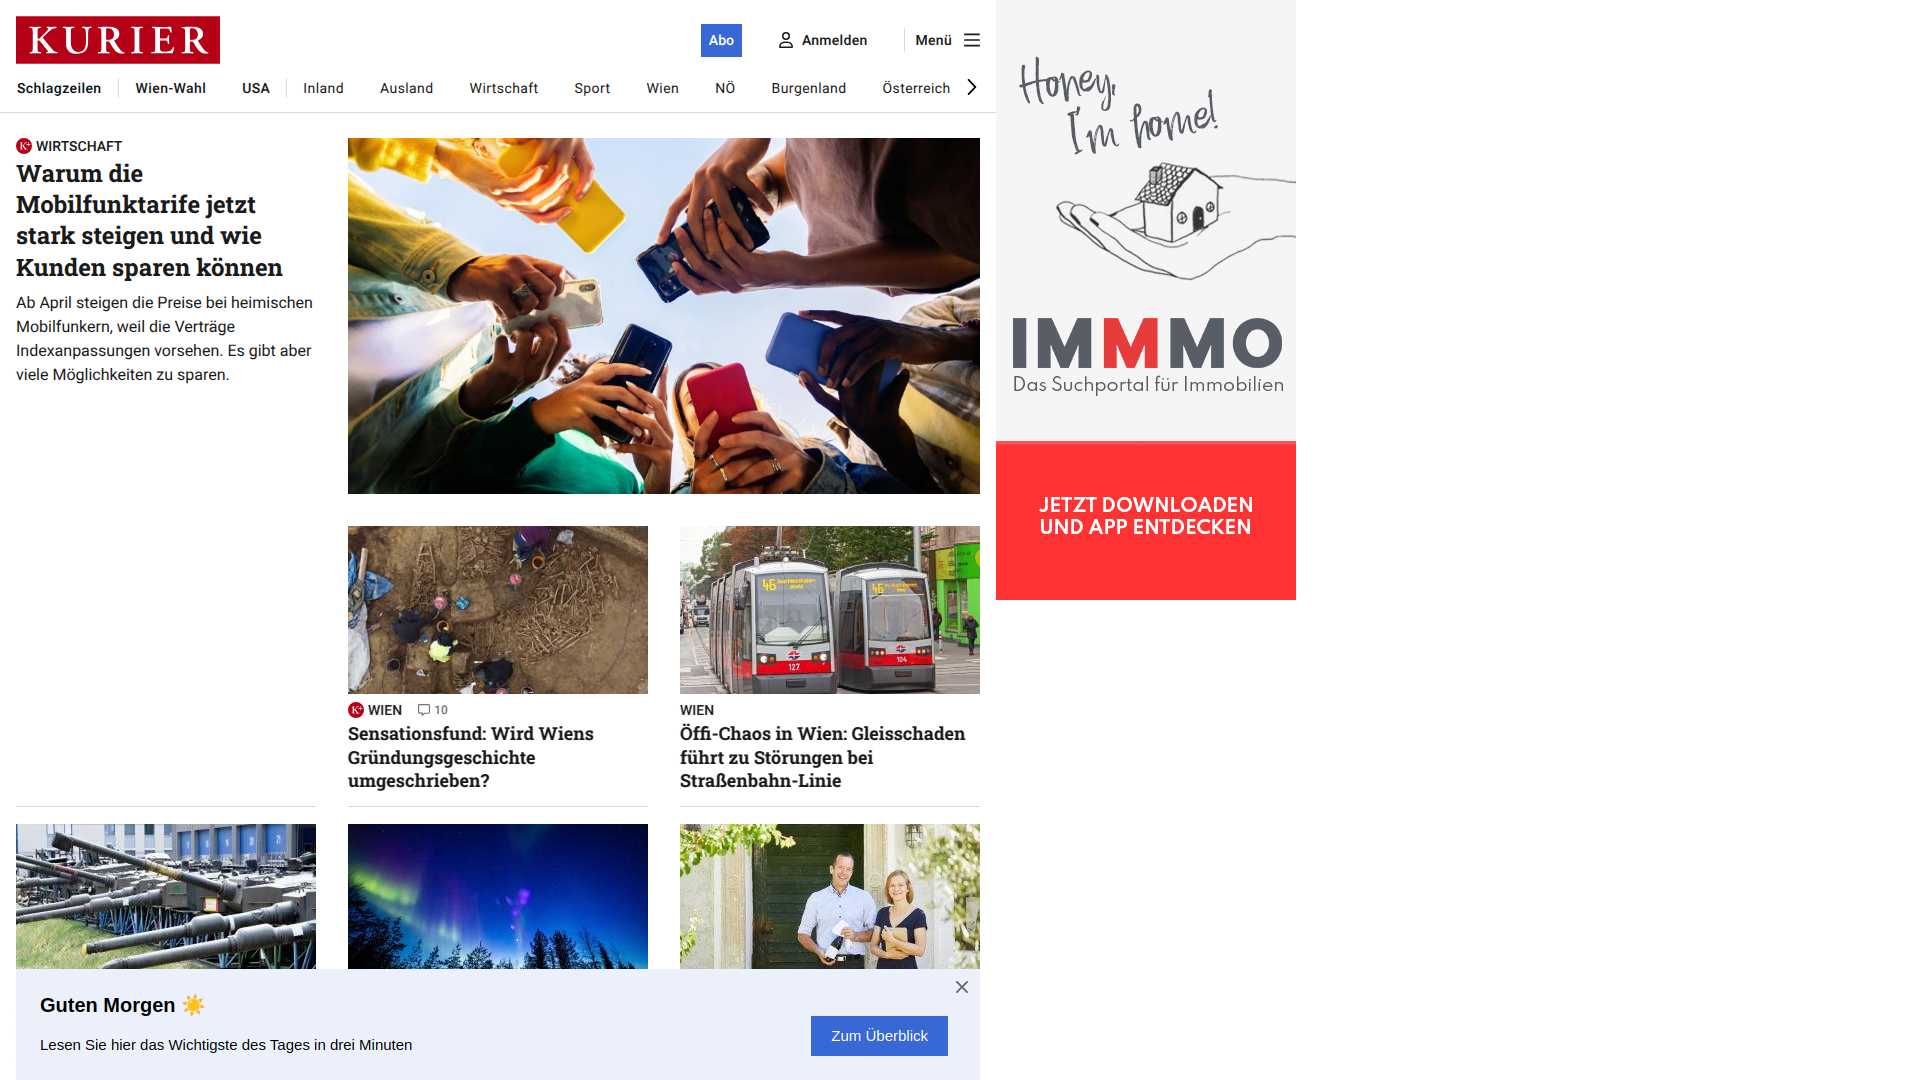 KURIER
Abo
Anmelden
Menü
Schlagzeilen
Wien-Wahl
USA
Inland
Ausland
Wirtschaft
Sport
Wien
NÖ
Burgenland
Österreich
WIRTSCHAFT
Warum die
Mobilfunktarife jetzt
stark steigen und wie
Kunden sparen können
Ab April steigen die Preise bei heimischen
Mobilfunkern, weil die Verträge
Indexanpassungen vorsehen. Es gibt aber
viele Möglichkeiten zu sparen.
46
127
46
104
WIEN
10
Sensationsfund: Wird Wiens
Gründungsgeschichte
umgeschrieben?
WIEN
Öffi-Chaos in Wien: Gleisschaden
führt zu Störungen bei
Straßenbahn-Linie
Guten Morgen ☀️
Lesen Sie hier das Wichtigste des Tages in drei Minuten
Zum Überblick
Honey,
I'm home!
IMMMO
Das Suchportal für Immobilien
JETZT DOWNLOADEN
UND APP ENTDECKEN